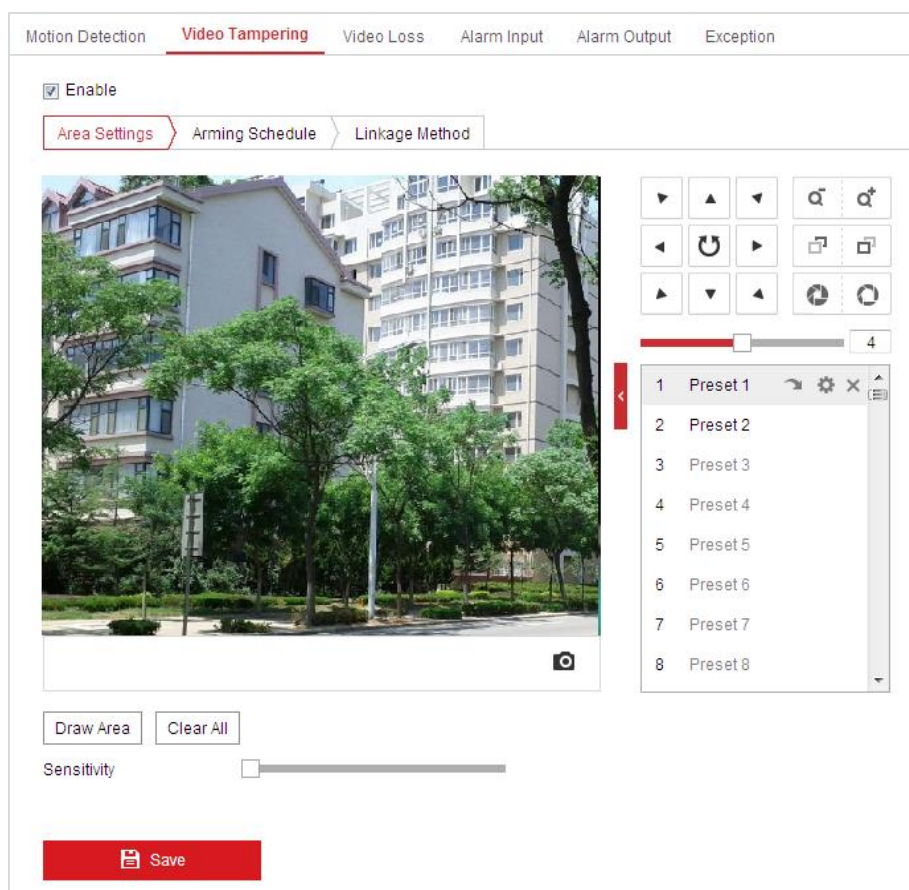 Motion Detection Video Tampering Video Loss Alarm Input Alarm Output Exception
Enable
Area Settings Arming Schedule Linkage Method
4
1 Preset 1
2 Preset 2
3 Preset 3
4 Preset 4
5 Preset 5
6 Preset 6
7 Preset 7
8 Preset 8
Draw Area Clear All
Sensitivity
Save